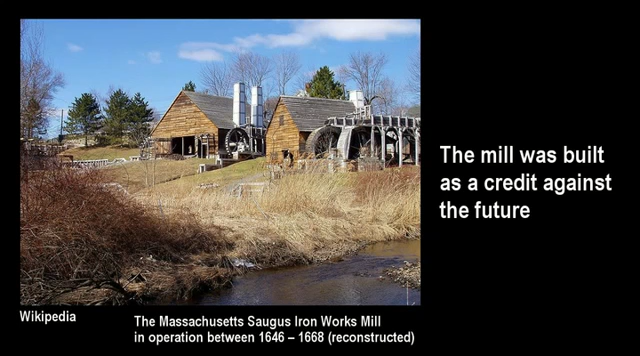 The mill was built
as a credit against
the future
Wikipedia
The Massachusetts Saugus Iron Works Mill
in operation between 1646 – 1668 (reconstructed)